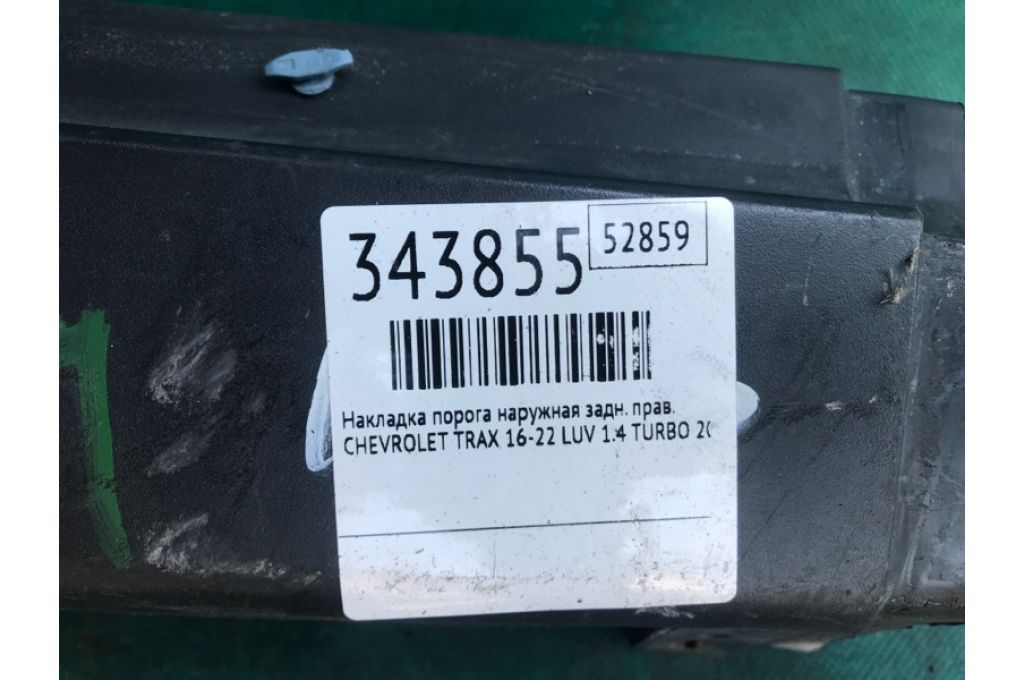 343855
52859
Накладка порога наружная задн. прав.
CHEVROLET TRAX 16-22 LUV 1.4 TURBO